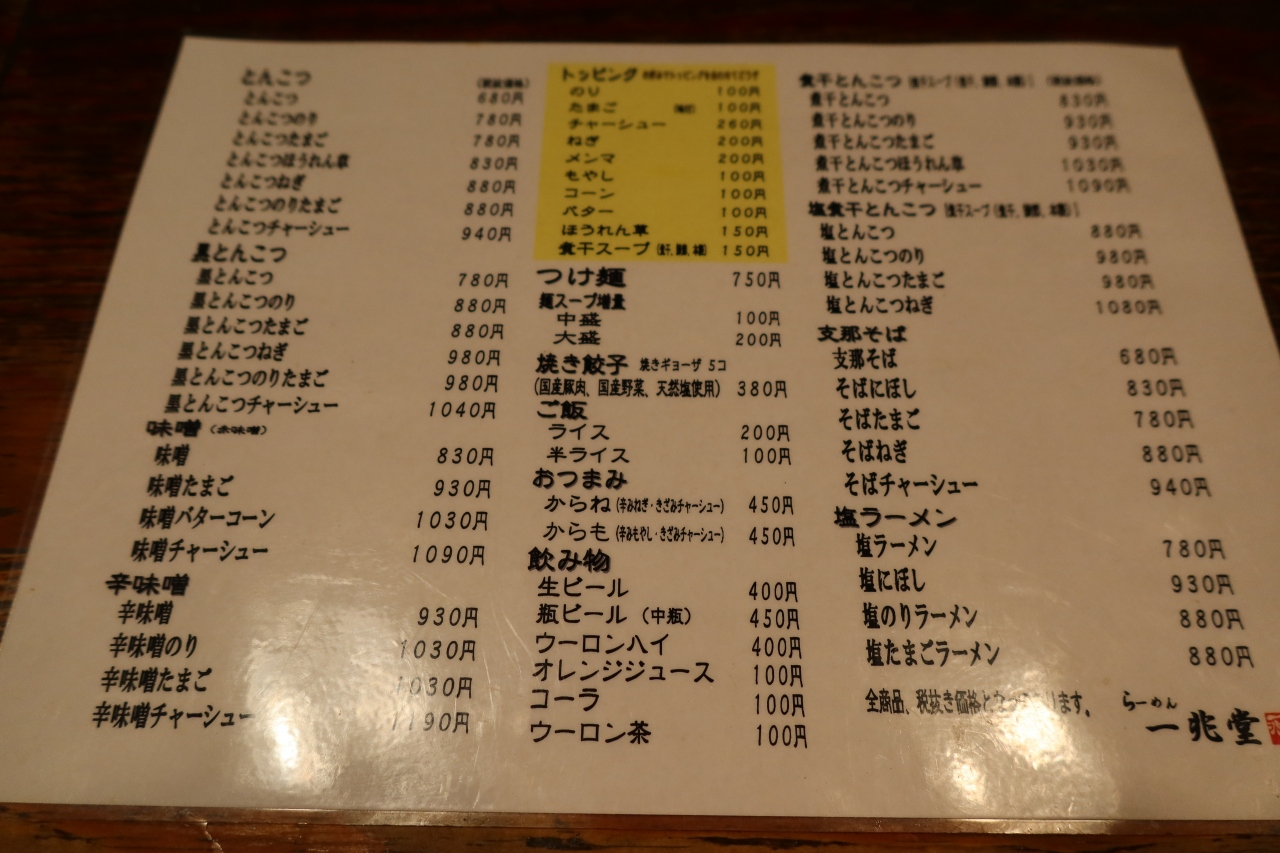 とんこつ (税抜価格)
とんこつ 680円
とんこつのり 780円
とんこつたまご 780円
とんこつほうれん草 830円
とんこつねぎ 880円
とんこつのりたまご 880円
とんこつチャーシュー 940円
黒とんこつ
黒とんこつ 780円
黒とんこつのり 880円
黒とんこつたまご 880円
黒とんこつねぎ 980円
黒とんこつのりたまご 980円
黒とんこつチャーシュー 1040円
味噌 (赤味噌)
味噌 830円
味噌たまご 930円
味噌バターコーン 1030円
味噌チャーシュー 1090円
辛味噌
辛味噌 930円
辛味噌のり 1030円
辛味噌たまご 1030円
辛味噌チャーシュー 1190円
トッピング
のり 100円
たまご 100円
チャーシュー 260円
ねぎ 200円
メンマ 200円
もやし 100円
コーン 100円
バター 100円
ほうれん草 150円
煮干スープ 150円
つけ麺 750円
麺スープ増量
中盛 100円
大盛 200円
焼き餃子 焼きギョーザ 5コ
(国産豚肉、国産野菜、天然塩使用) 380円
ご飯
ライス 200円
半ライス 100円
おつまみ
からね (辛みねぎ・きざみチャーシュー) 450円
からも (辛みもやし・きざみチャーシュー) 450円
飲み物
生ビール 400円
瓶ビール (中瓶) 450円
ウーロンハイ 400円
オレンジジュース 100円
コーラ 100円
ウーロン茶 100円
煮干とんこつ (税抜価格)
煮干とんこつ 830円
煮干とんこつのり 930円
煮干とんこつたまご 930円
煮干とんこつほうれん草 1030円
煮干とんこつチャーシュー 1090円
塩煮干とんこつ
塩とんこつ 880円
塩とんこつのり 980円
塩とんこつたまご 980円
塩とんこつねぎ 1080円
支那そば
支那そば 680円
そばにぼし 830円
そばたまご 780円
そばねぎ 880円
そばチャーシュー 940円
塩ラーメン
塩ラーメン 780円
塩にぼし 930円
塩のりラーメン 880円
塩たまごラーメン 880円
全商品、税抜き価格となっております。
らーめん
一兆堂